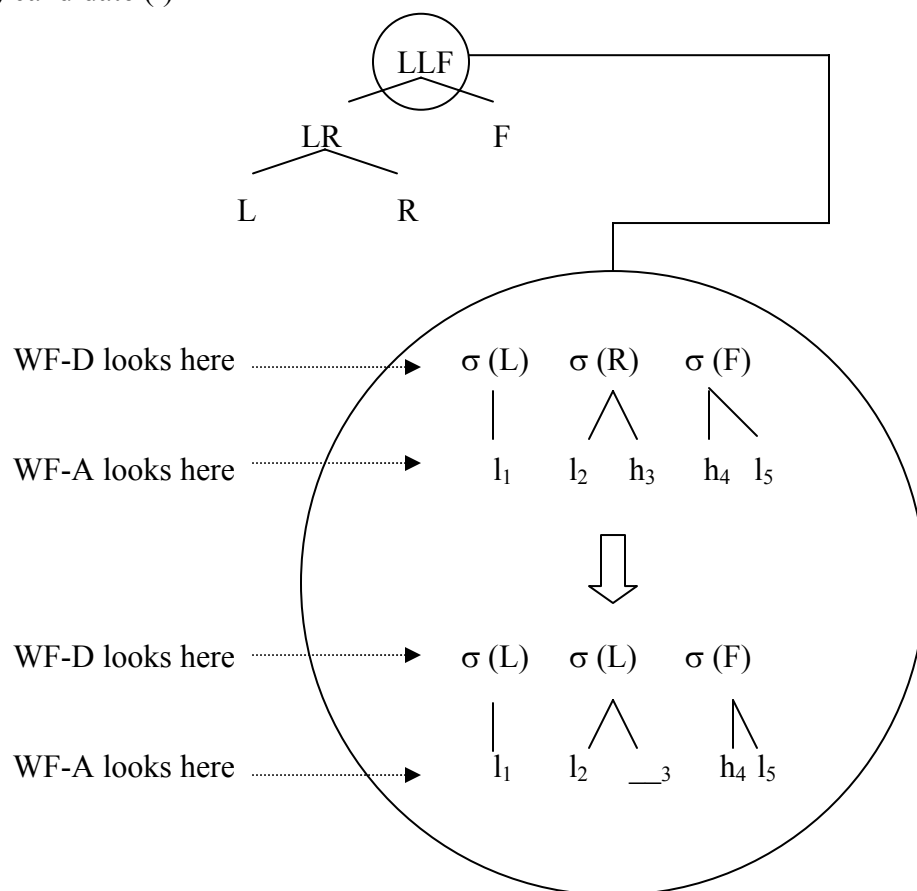 LLF
LR F
L R
WF-D looks here σ (L) σ (R) σ (F)
WF-A looks here l₁ l₂ h₃ h₄ l₅
WF-D looks here σ (L) σ (L) σ (F)
WF-A looks here l₁ l₂ __₃ h₄ l₅